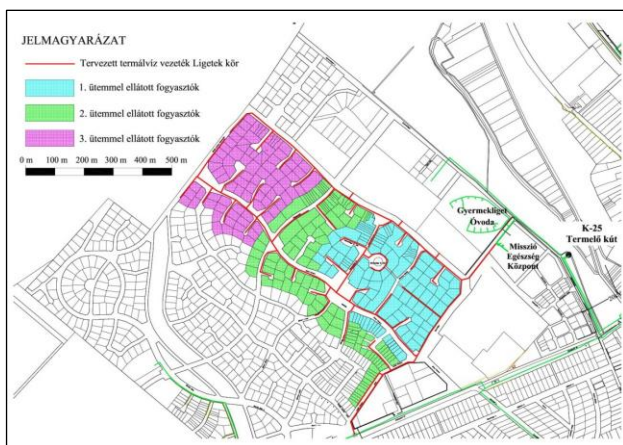 JELMAGYARÁZAT
Tervezett termálvíz vezeték Ligetek kör
1. ütemmel ellátott fogyasztók
2. ütemmel ellátott fogyasztók
3. ütemmel ellátott fogyasztók
0 m 100 m 200 m 300 m 400 m 500 m
Gyermekliget
Óvoda
K-25
Termelő kút
Misszió
Egészség
Központ